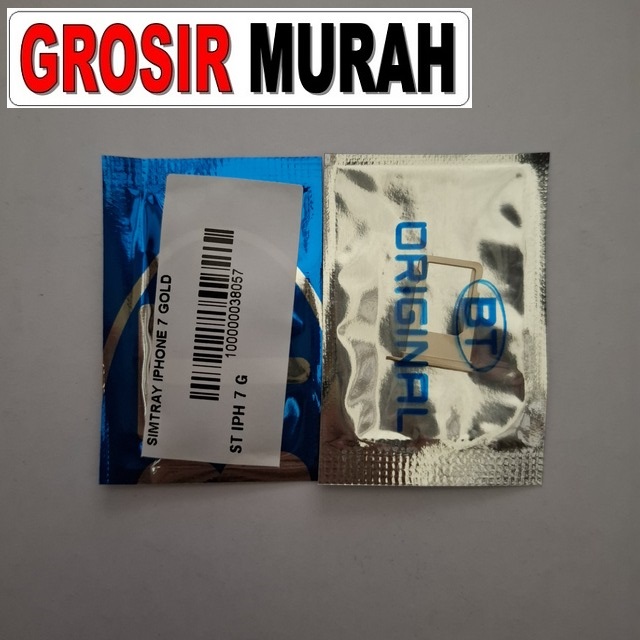 GROSIR MURAH
SIMTRAY IPHONE 7 GOLD
100000038057
ST IPH 7 G
ORIGINAL
BT